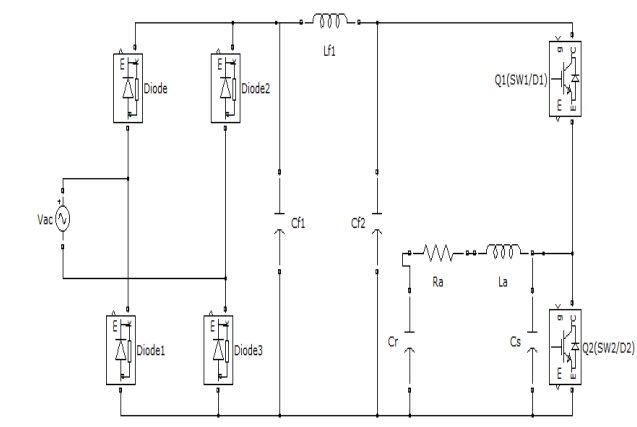 Lf1
E
Diode
E
Diode2
g C
Q1(SW1/D1)
E E
Vac
+
Cf1
Cf2
Ra
La
E
Diode1
E
Diode3
Cr
Cs
g C
Q2(SW2/D2)
E E